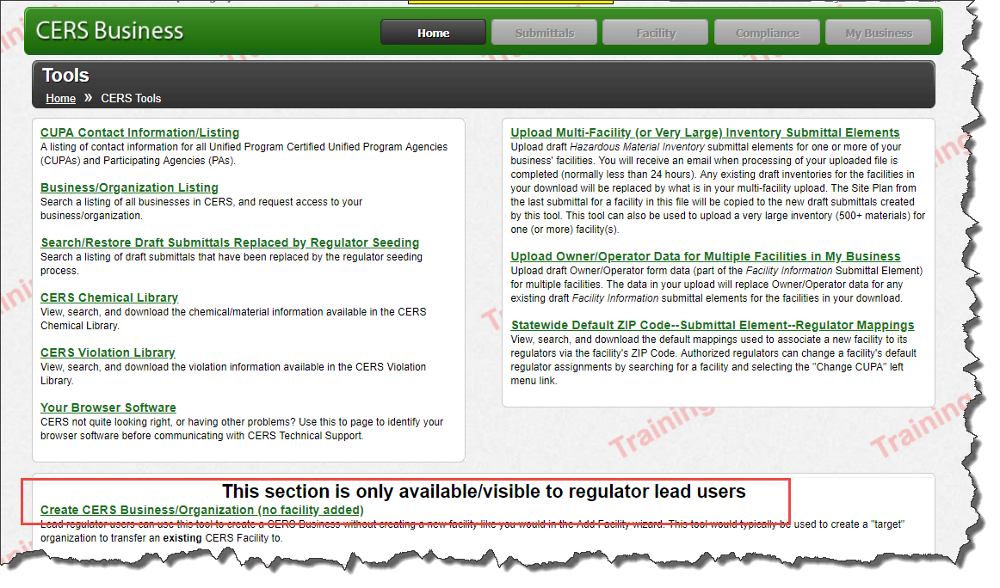 CERS Business
Home
Submittals
Facility
Compliance
My Business
Tools
Home » CERS Tools
CUPA Contact Information/Listing
A listing of contact information for all Unified Program Certified Unified Program Agencies
(CUPAs) and Participating Agencies (PAs).
Business/Organization Listing
Search a listing of all businesses in CERS, and request access to your
business/organization.
Search/Restore Draft Submittals Replaced by Regulator Seeding
Search a listing of draft submittals that have been replaced by the regulator seeding
process.
CERS Chemical Library
View, search, and download the chemical/material information available in the CERS
Chemical Library.
CERS Violation Library
View, search, and download the violation information available in the CERS Violation
Library.
Your Browser Software
CERS not quite looking right, or having other problems? Use this to page to identify your
browser software before communicating with CERS Technical Support.
Upload Multi-Facility (or Very Large) Inventory Submittal Elements
Upload draft Hazardous Material Inventory submittal elements for one or more of your
business' facilities. You will receive an email when processing of your uploaded file is
completed (normally less than 24 hours). Any existing draft inventories for the facilities in
your download will be replaced by what is in your multi-facility upload. The Site Plan from
the last submittal for a facility in this file will be copied to the new draft submittals created
by this tool. This tool can also be used to upload a very large inventory (500+ materials) for
one (or more) facility(s).
Upload Owner/Operator Data for Multiple Facilities in My Business
Upload draft Owner/Operator form data (part of the Facility Information Submittal Element)
for multiple facilities. The data in your upload will replace Owner/Operator data for any
existing draft Facility Information submittal elements for the facilities in your download.
Statewide Default ZIP Code--Submittal Element--Regulator Mappings
View, search, and download the default mappings used to associate a new facility to its
regulators via the facility's ZIP Code. Authorized regulators can change a facility's default
regulator assignments by searching for a facility and selecting the "Change CUPA" left
menu link.
Training
Training
This section is only available/visible to regulator lead users
Create CERS Business/Organization (no facility added)
Lead regulator users can use this tool to create a CERS Business without creating a new facility like you would in the Add Facility wizard. This tool would typically be used to create a "target"
organization to transfer an existing CERS Facility to.